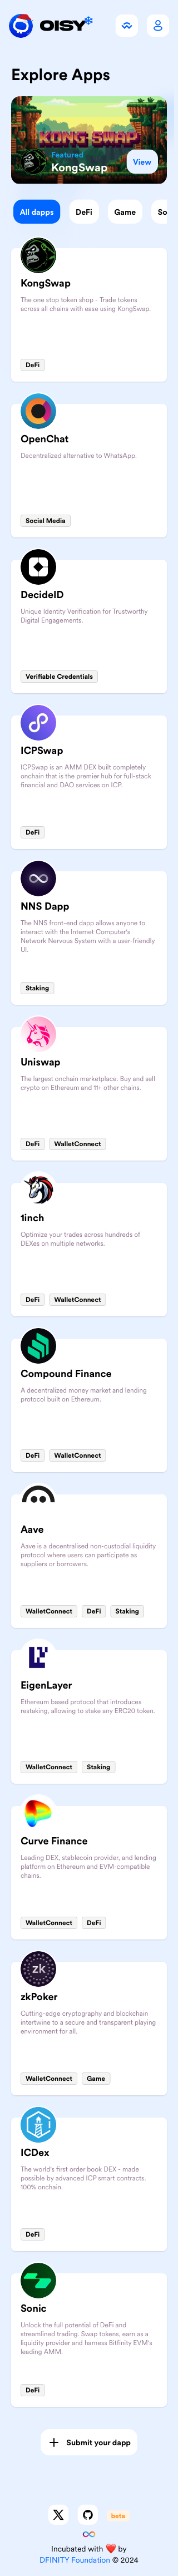 OISY
Explore Apps
KONG SWAP
Featured
KongSwap
View
All dapps
DeFi
Game
So
KongSwap
The one stop token shop - Trade tokens
across all chains with ease using KongSwap.
DeFi
OpenChat
Decentralized alternative to WhatsApp.
Social Media
DecideID
Unique Identity Verification for Trustworthy
Digital Engagements.
Verifiable Credentials
ICPSwap
ICPSwap is an AMM DEX built completely
onchain that is the premier hub for full-stack
financial and DAO services on ICP.
DeFi
NNS Dapp
The NNS front-end dapp allows anyone to
interact with the Internet Computer's
Network Nervous System with a user-friendly
UI.
Staking
Uniswap
The largest onchain marketplace. Buy and sell
crypto on Ethereum and 11+ other chains.
DeFi WalletConnect
1inch
Optimize your trades across hundreds of
DEXes on multiple networks.
DeFi WalletConnect
Compound Finance
A decentralized money market and lending
protocol built on Ethereum.
DeFi WalletConnect
Aave
Aave is a decentralised non-custodial liquidity
protocol where users can participate as
suppliers or borrowers.
WalletConnect DeFi Staking
EigenLayer
Ethereum based protocol that introduces
restaking, allowing to stake any ERC20 token.
WalletConnect Staking
Curve Finance
Leading DEX, stablecoin provider, and lending
platform on Ethereum and EVM-compatible
chains.
WalletConnect DeFi
zk
zkPoker
Cutting-edge cryptography and blockchain
intertwine to a secure and transparent playing
environment for all.
WalletConnect Game
ICDex
The world's first order book DEX - made
possible by advanced ICP smart contracts.
100% onchain.
DeFi
Sonic
Unlock the full potential of DeFi and
streamlined trading. Swap tokens, earn as a
liquidity provider and harness Bitfinity EVM's
leading AMM.
DeFi
Submit your dapp
beta
Incubated with ❤️ by
DFINITY Foundation © 2024